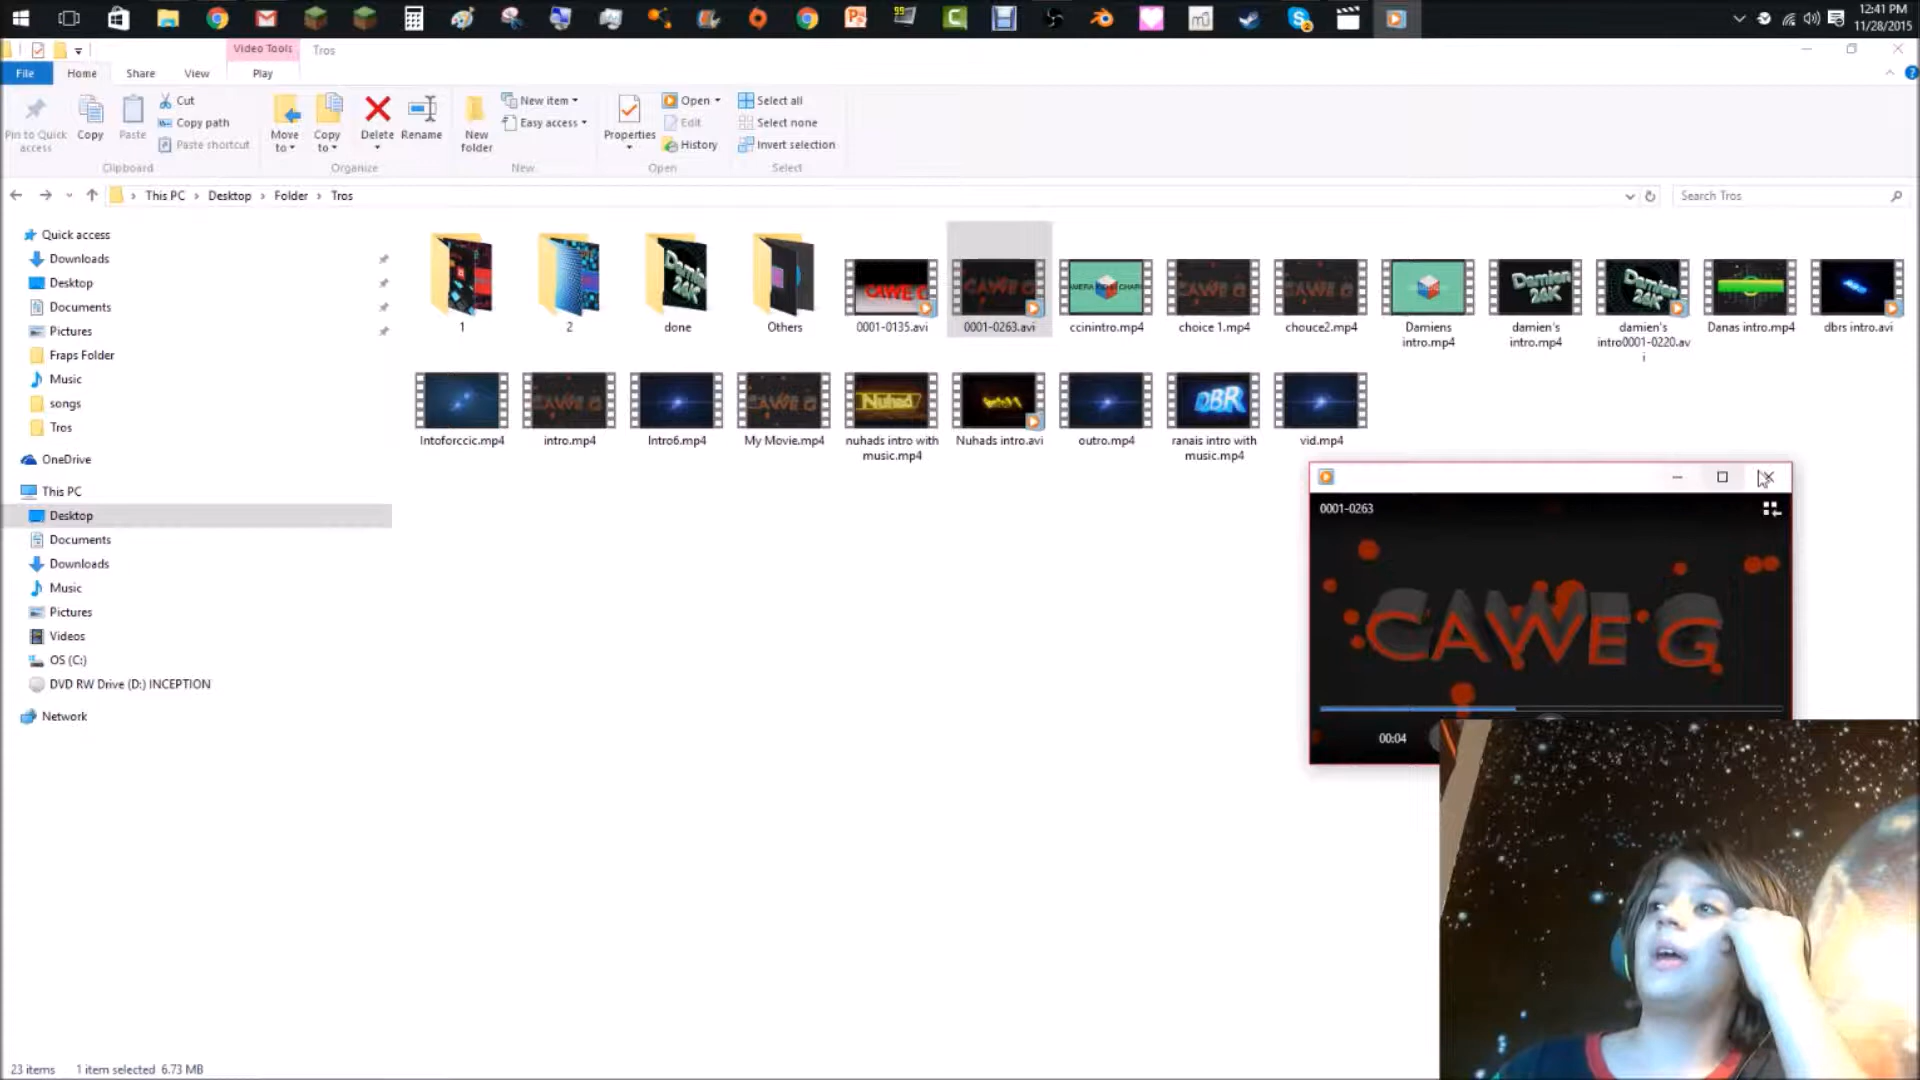 99
12:41 PM
11/28/2015
Video Tools
Tros
File
Home
Share
View
Play
Pin to Quick
access
Copy
Paste
Cut
Copy path
Paste shortcut
Clipboard
Move
to
Copy
to
Delete
Rename
Organize
New
folder
New item
Easy access
New
Properties
Open
Edit
History
Open
Select all
Select none
Invert selection
Select
This PC
Desktop
Folder
Tros
Search Tros
Quick access
Downloads
Desktop
Documents
Pictures
Fraps Folder
Music
songs
Tros
OneDrive
This PC
Desktop
Documents
Downloads
Music
Pictures
Videos
OS (C:)
DVD RW Drive (D:) INCEPTION
Network
1
2
done
Others
0001-0135.avi
0001-0263.avi
ccinintro.mp4
choice 1.mp4
chouce2.mp4
Damiens
intro.mp4
damien's
intro.mp4
damien's
intro0001-0220.av
i
Danas intro.mp4
dbrs intro.avi
Intoforccic.mp4
intro.mp4
Intro6.mp4
My Movie.mp4
nuhads intro with
music.mp4
Nuhads intro.avi
outro.mp4
ranais intro with
music.mp4
vid.mp4
0001-0263
CAWE G
00:04
23 items
1 item selected 6.73 MB